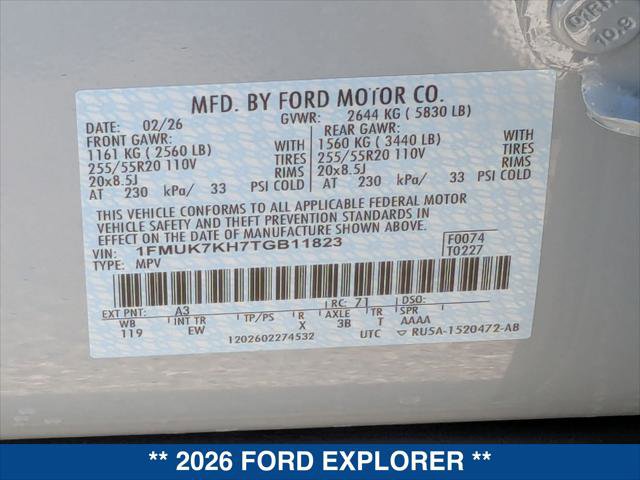 MFD. BY FORD MOTOR CO.
DATE: 02/26 GVWR: 2644 KG ( 5830 LB)
FRONT GAWR: WITH REAR GAWR: WITH
1161 KG ( 2560 LB) TIRES 1560 KG ( 3440 LB) TIRES
255/55R20 110V RIMS 255/55R20 110V RIMS
20x8.5J 20x8.5J
AT 230 kPa/ 33 PSI COLD AT 230 kPa/ 33 PSI COLD
THIS VEHICLE CONFORMS TO ALL APPLICABLE FEDERAL MOTOR
VEHICLE SAFETY AND THEFT PREVENTION STANDARDS IN
EFFECT ON THE DATE OF MANUFACTURE SHOWN ABOVE.
VIN: 1FMUK7KH7TGB11823 F0074
TYPE: MPV T0227
EXT PNT: A3 RC: 71 DSO:
WB INT TR TP/PS R AXLE TR SPR
119 EW X 3B T AAAA
1202602274532 UTC ▽ RU5A-1520472-AB
10.9
** 2026 FORD EXPLORER **